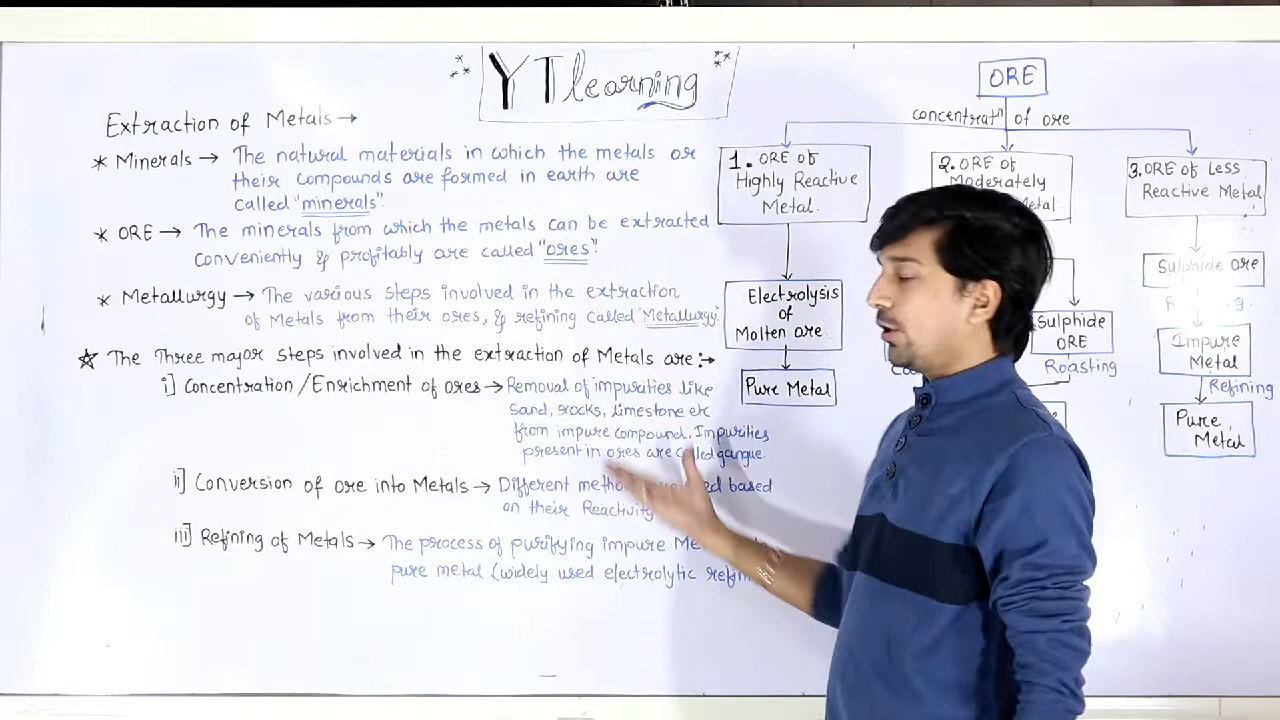 YT learning
Extraction of Metals →
* Minerals → The natural materials in which the metals or
their compounds are formed in earth are
called "minerals".
* ORE → The minerals from which the metals can be extracted
conveniently & profitably are called "ores".
* Metallurgy → The various steps involved in the extraction
of Metals from their ores, & refining called Metallurgy.
☆ The Three major steps involved in the extraction of Metals are :→
i] Concentration / Enrichment of ores → Removal of impurities like
sand, rocks, limestone etc
from impure compound. Impurities
present in ores are called gangue.
ii] Conversion of ore into Metals → Different based
on their Reactivity
iii] Refining of Metals → The process of purifying impure
pure metal (widely used electrolytic
ORE
concentratⁿ of ore
1. ORE of
Highly Reactive
Metal.
Electrolysis
of
Molten ore
Pure Metal
2. ORE of
Moderately
Sulphide
ORE
Roasting
3. ORE of Less
Reactive Metal
Sulphide ore
Impure
Metal
Refining
Pure
Metal